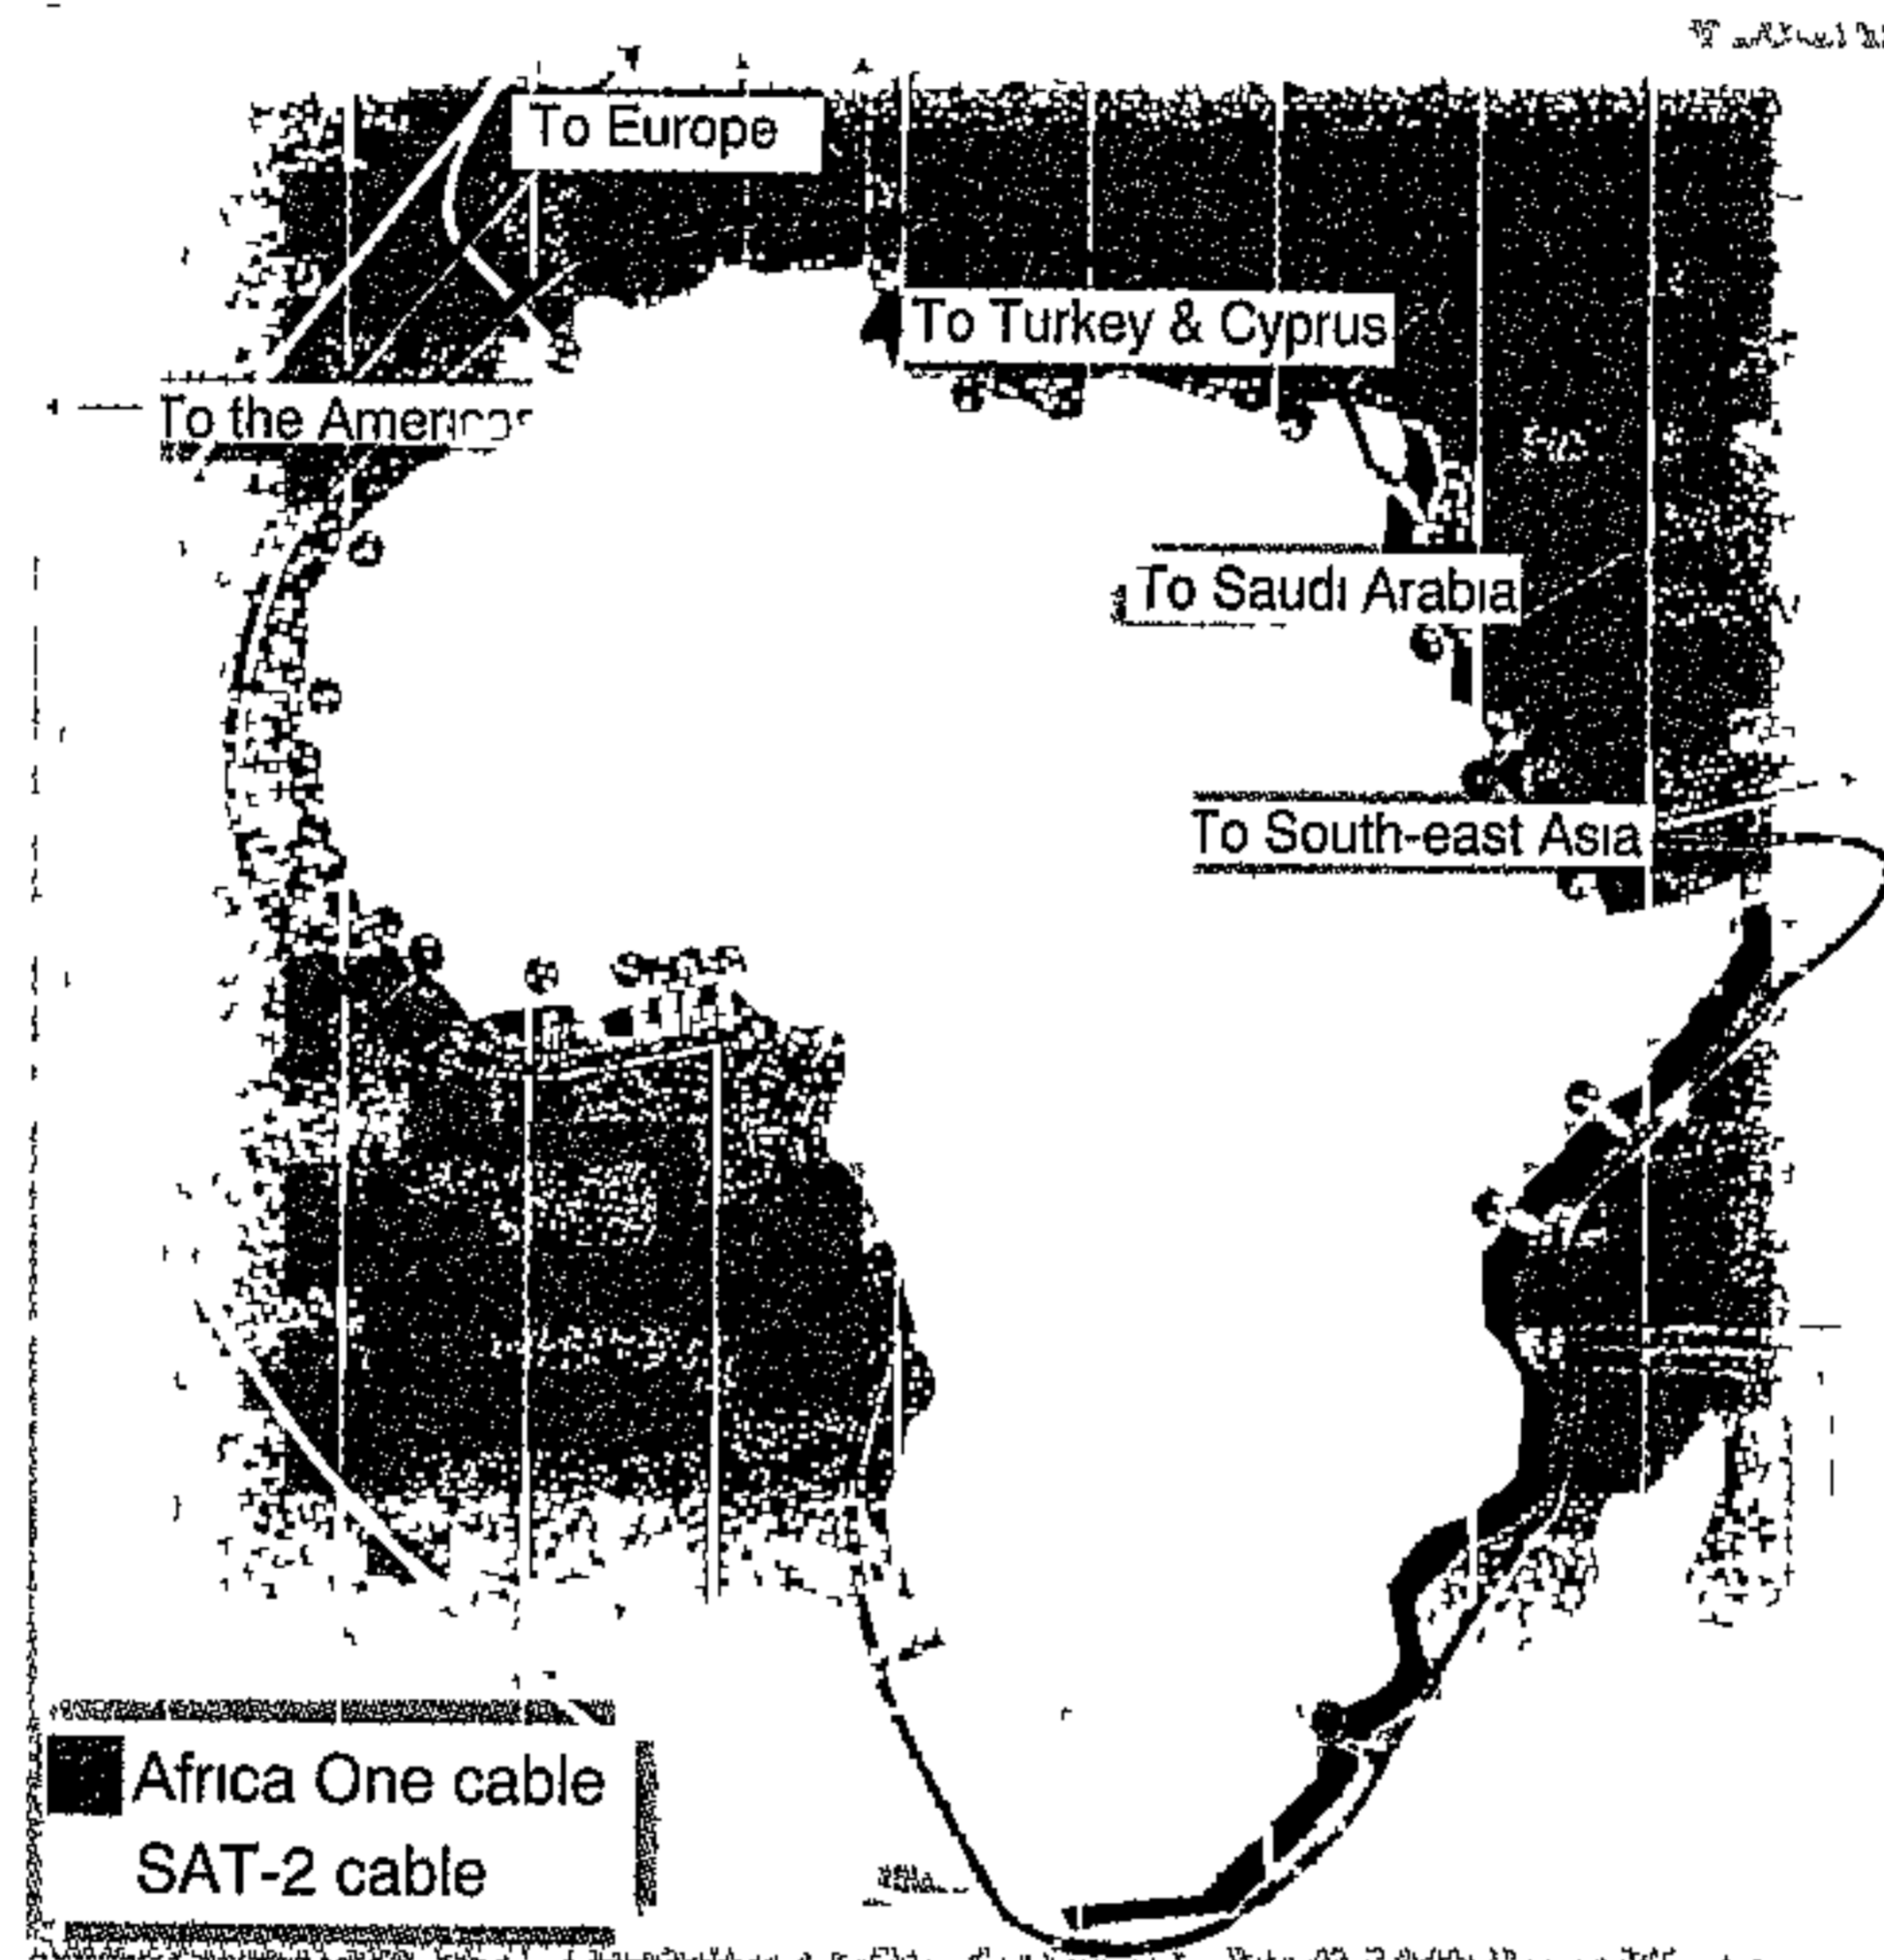 To Europe
To Turkey & Cyprus
To the Americas
To Saudi Arabia
To South-east Asia
Africa One cable
SAT-2 cable